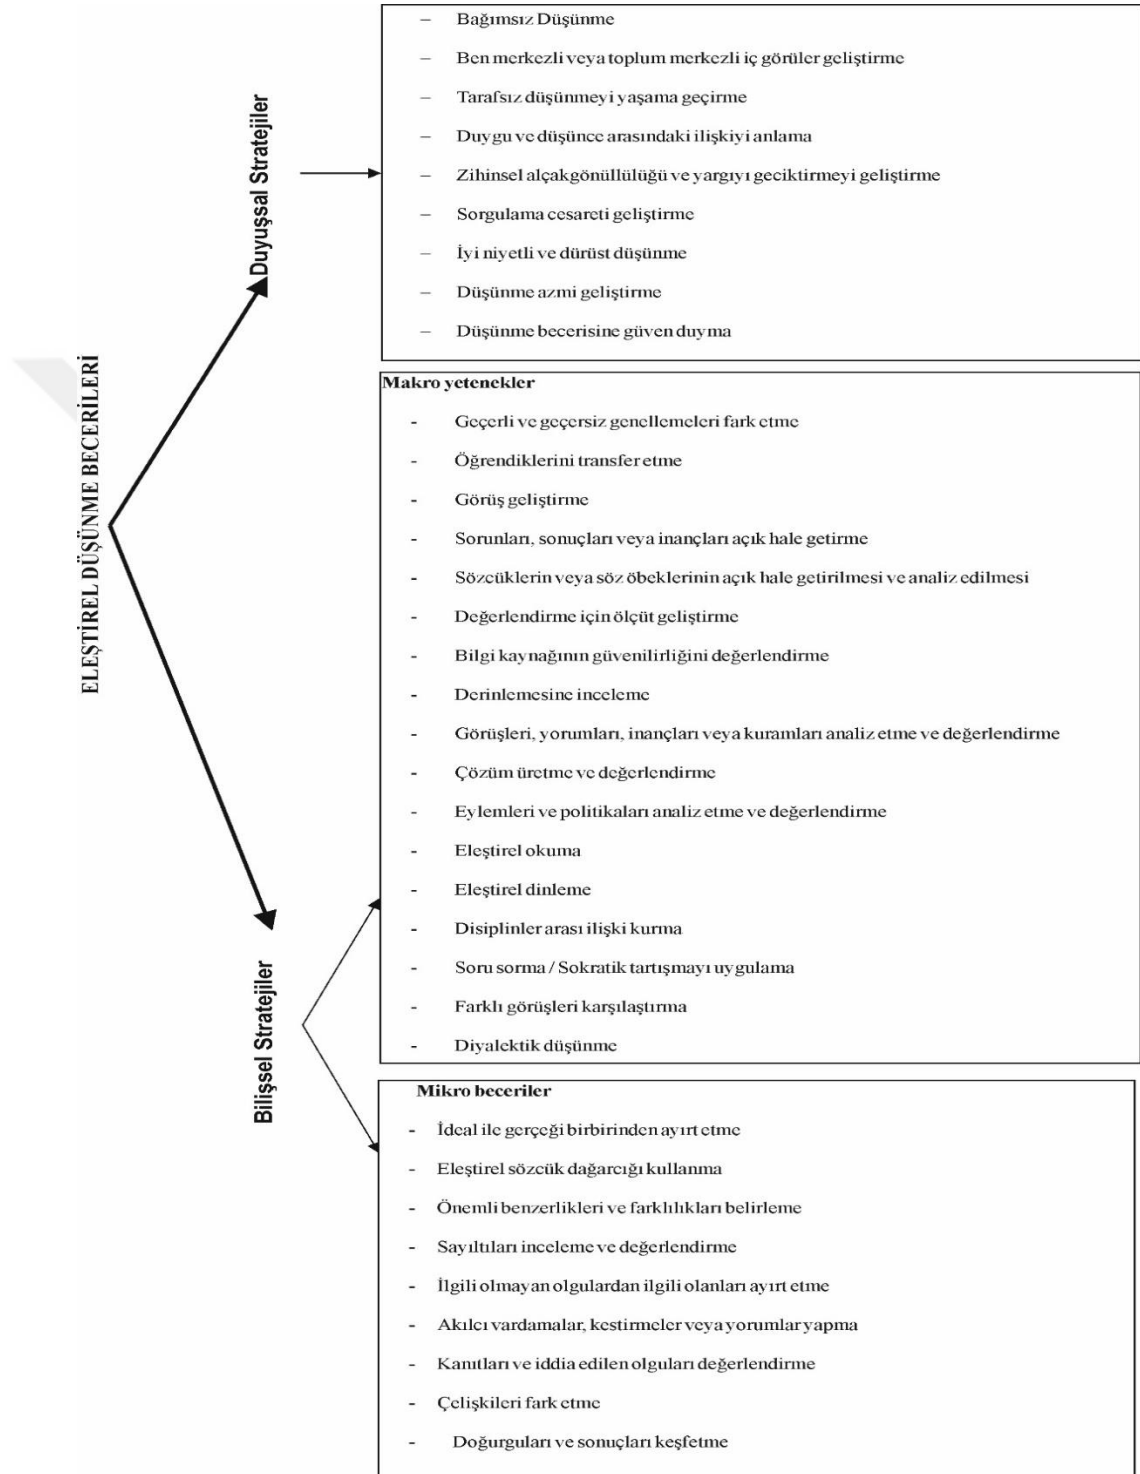 ELEŞTİREL DÜŞÜNME BECERİLERİ
Duyuşsal Stratejiler
– Bağımsız Düşünme
– Ben merkezli veya toplum merkezli iç görüler geliştirme
– Tarafsız düşünmeyi yaşama geçirme
– Duygu ve düşünce arasındaki ilişkiyi anlama
– Zihinsel alçakgönüllülüğü ve yargıyı geciktirmeyi geliştirme
– Sorgulama cesareti geliştirme
– İyi niyetli ve dürüst düşünme
– Düşünme azmi geliştirme
– Düşünme becerisine güven duyma
Bilişsel Stratejiler
Makro yetenekler
- Geçerli ve geçersiz genellemeleri fark etme
- Öğrendiklerini transfer etme
- Görüş geliştirme
- Sorunları, sonuçları veya inançları açık hale getirme
- Sözcüklerin veya söz öbeklerinin açık hale getirilmesi ve analiz edilmesi
- Değerlendirme için ölçüt geliştirme
- Bilgi kaynağının güvenilirliğini değerlendirme
- Derinlemesine inceleme
- Görüşleri, yorumları, inançları veya kuramları analiz etme ve değerlendirme
- Çözüm üretme ve değerlendirme
- Eylemleri ve politikaları analiz etme ve değerlendirme
- Eleştirel okuma
- Eleştirel dinleme
- Disiplinler arası ilişki kurma
- Soru sorma / Sokratik tartışmayı uygulama
- Farklı görüşleri karşılaştırma
- Diyalektik düşünme
Mikro beceriler
- İdeal ile gerçeği birbirinden ayırt etme
- Eleştirel sözcük dağarcığı kullanma
- Önemli benzerlikleri ve farklılıkları belirleme
- Sayıltıları inceleme ve değerlendirme
- İlgili olmayan olgulardan ilgili olanları ayırt etme
- Akılcı vardamalar, kestirmeler veya yorumlar yapma
- Kanıtları ve iddia edilen olguları değerlendirme
- Çelişkileri fark etme
- Doğurguları ve sonuçları keşfetme